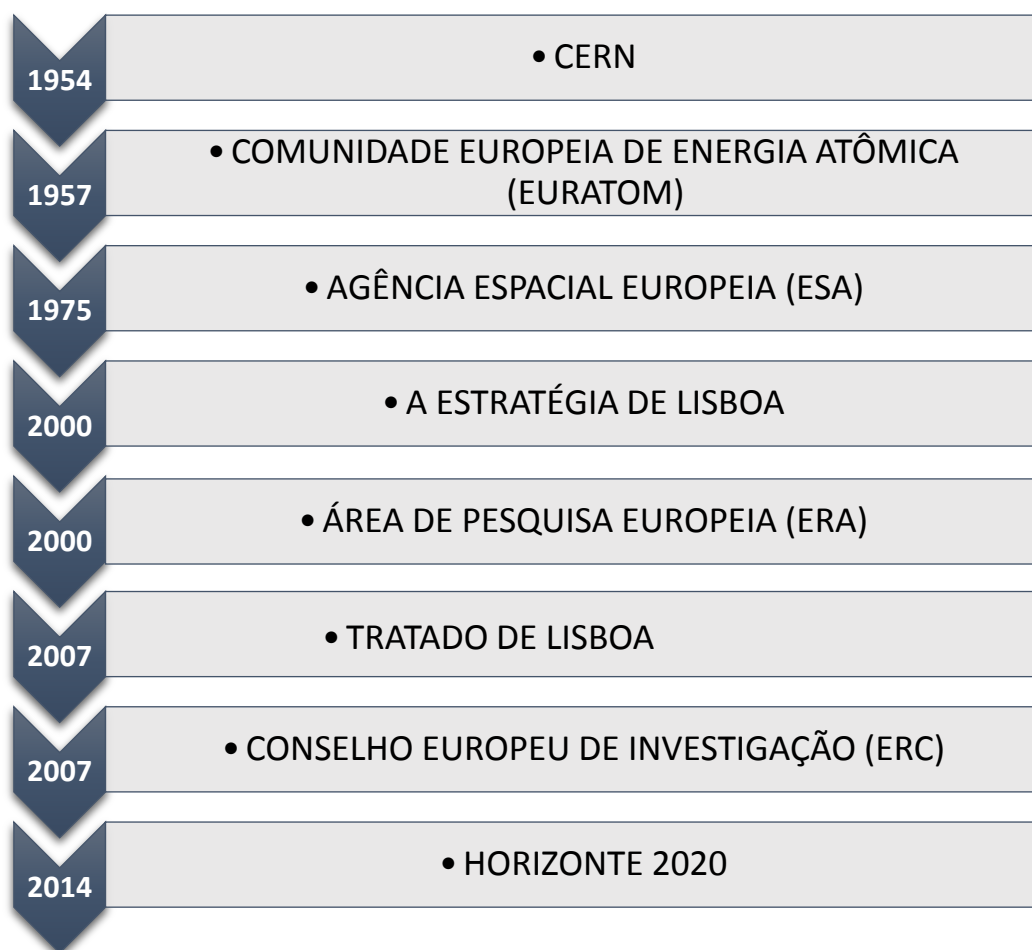 1954
• CERN
1957
• COMUNIDADE EUROPEIA DE ENERGIA ATÔMICA
(EURATOM)
1975
• AGÊNCIA ESPACIAL EUROPEIA (ESA)
2000
• A ESTRATÉGIA DE LISBOA
2000
• ÁREA DE PESQUISA EUROPEIA (ERA)
2007
• TRATADO DE LISBOA
2007
• CONSELHO EUROPEU DE INVESTIGAÇÃO (ERC)
2014
• HORIZONTE 2020